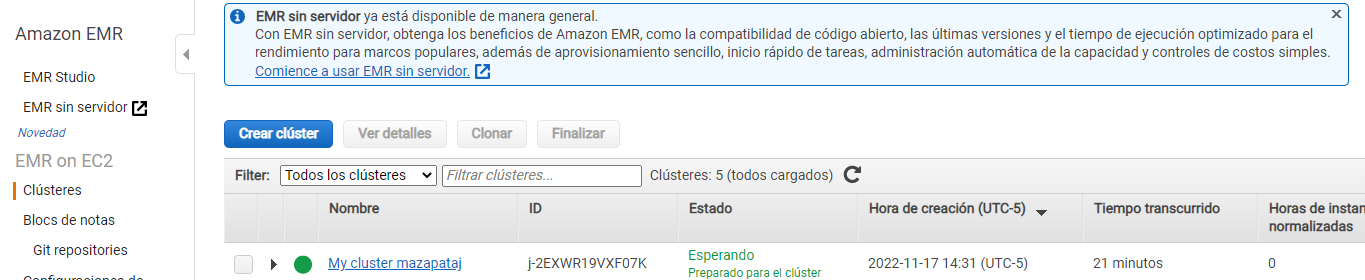 EMR sin servidor ya está disponible de manera general.
Con EMR sin servidor, obtenga los beneficios de Amazon EMR, como la compatibilidad de código abierto, las últimas versiones y el tiempo de ejecución optimizado para el
rendimiento para marcos populares, además de aprovisionamiento sencillo, inicio rápido de tareas, administración automática de la capacidad y controles de costos simples.
Comience a usar EMR sin servidor.
Amazon EMR
EMR Studio
EMR sin servidor
Novedad
EMR on EC2
Clústeres
Blocs de notas
Git repositories
Configuraciones de
Crear clúster Ver detalles Clonar Finalizar
Filter: Todos los clústeres Filtrar clústeres... Clústeres: 5 (todos cargados)
Nombre ID Estado Hora de creación (UTC-5) Tiempo transcurrido Horas de instan
normalizadas
My cluster mazapataj j-2EXWR19VXF07K Esperando 2022-11-17 14:31 (UTC-5) 21 minutos 0
Preparado para el clúster